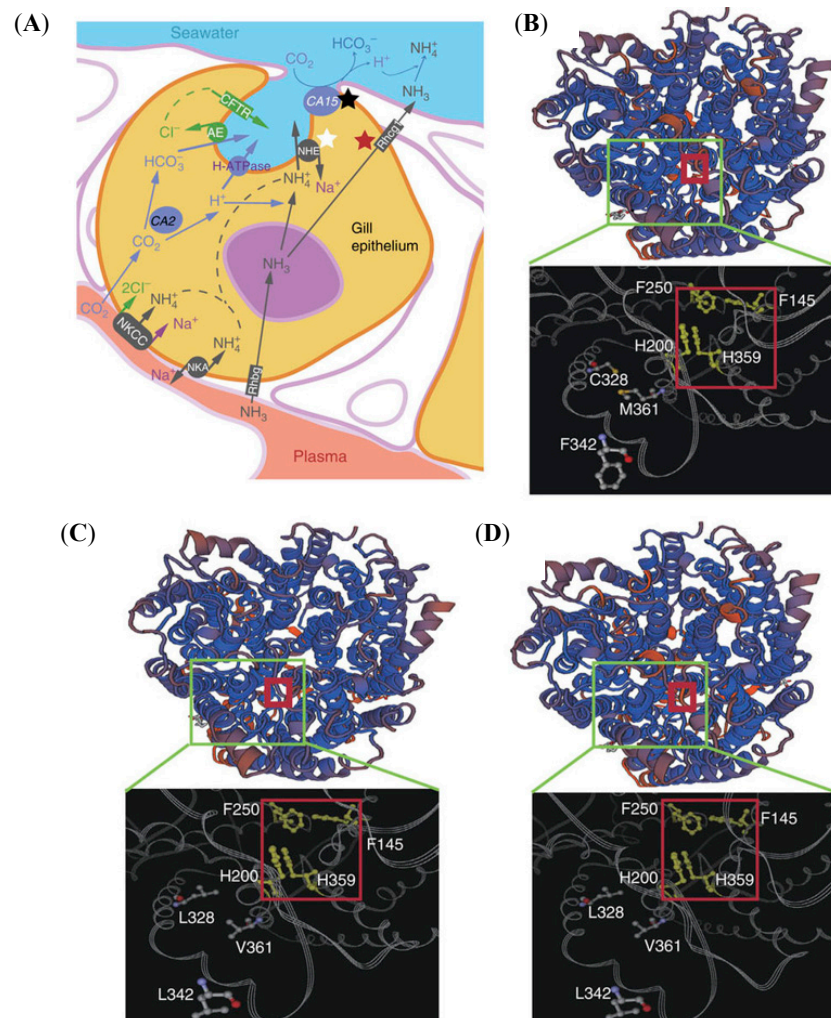 (A)
Seawater
CO₂
HCO₃⁻
H⁺
NH₄⁺
NH₃
CA15
CFTR
Cl⁻
AE
HCO₃⁻
H-ATPase
NHE
Rhcg1
NH₄⁺
Na⁺
H⁺
CA2
CO₂
Gill
epithelium
NH₃
2Cl⁻
NH₄⁺
CO₂
NKCC
Na⁺
NH₄⁺
Na⁺
NKA
Rhbg
NH₃
Plasma
(B)
F250
F145
H200
H359
C328
M361
F342
(C)
F250
F145
H200
H359
L328
V361
L342
(D)
F250
F145
H200
H359
L328
V361
L342